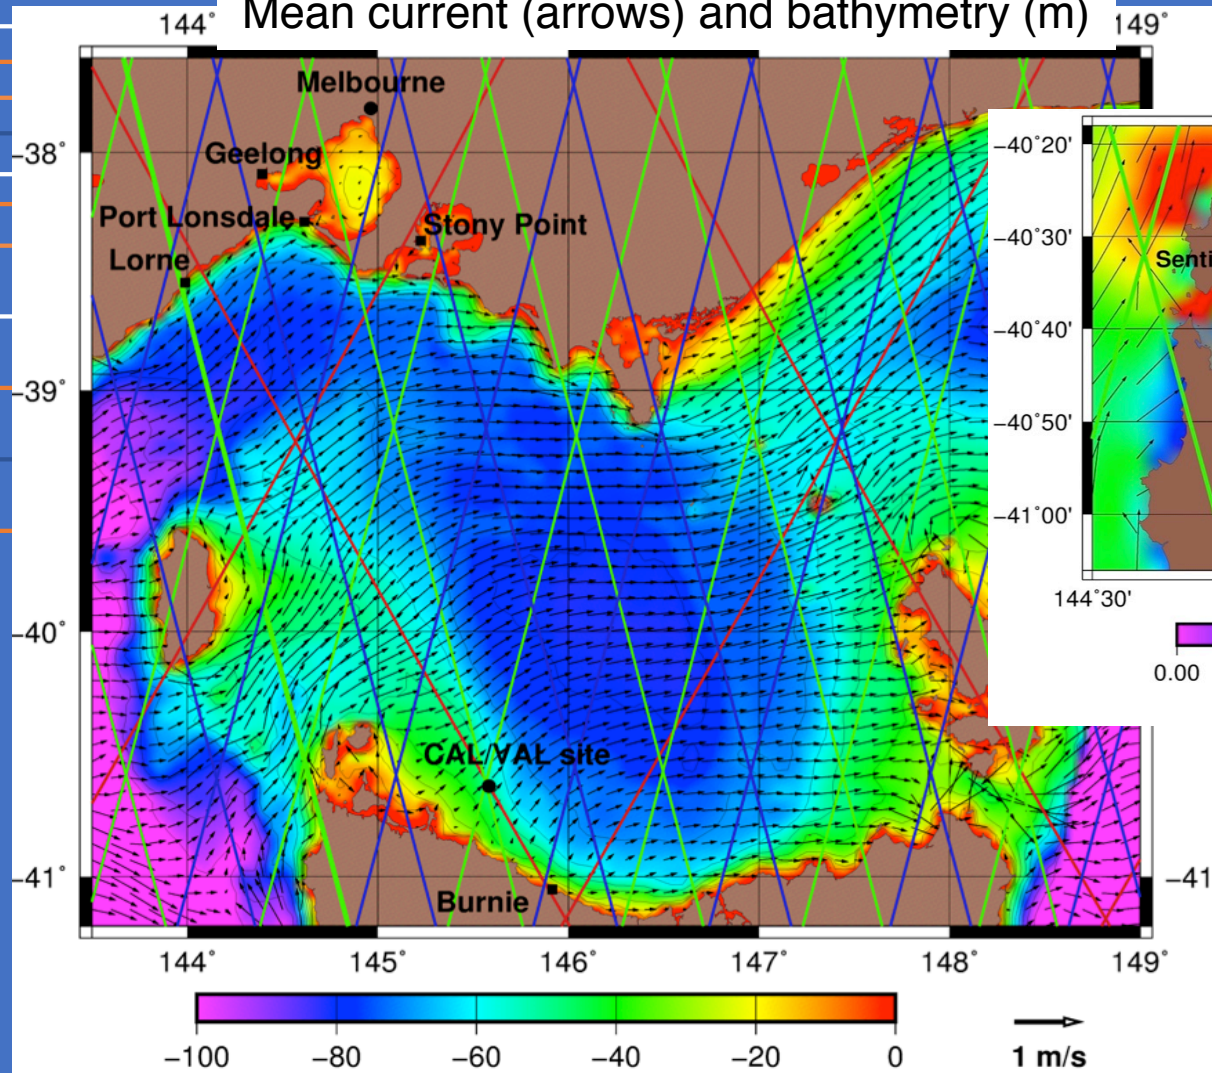 Mean current (arrows) and bathymetry (m)
144°
149°
Melbourne
Geelong
Port Lonsdale
Stony Point
Lorne
CAL/VAL site
Burnie
−38°
−39°
−40°
−41°
−41
144°
145°
146°
147°
148°
149°
−100
−80
−60
−40
−20
0
1 m/s
−40°20'
−40°30'
Senti
−40°40'
−40°50'
−41°00'
144°30'
0.00